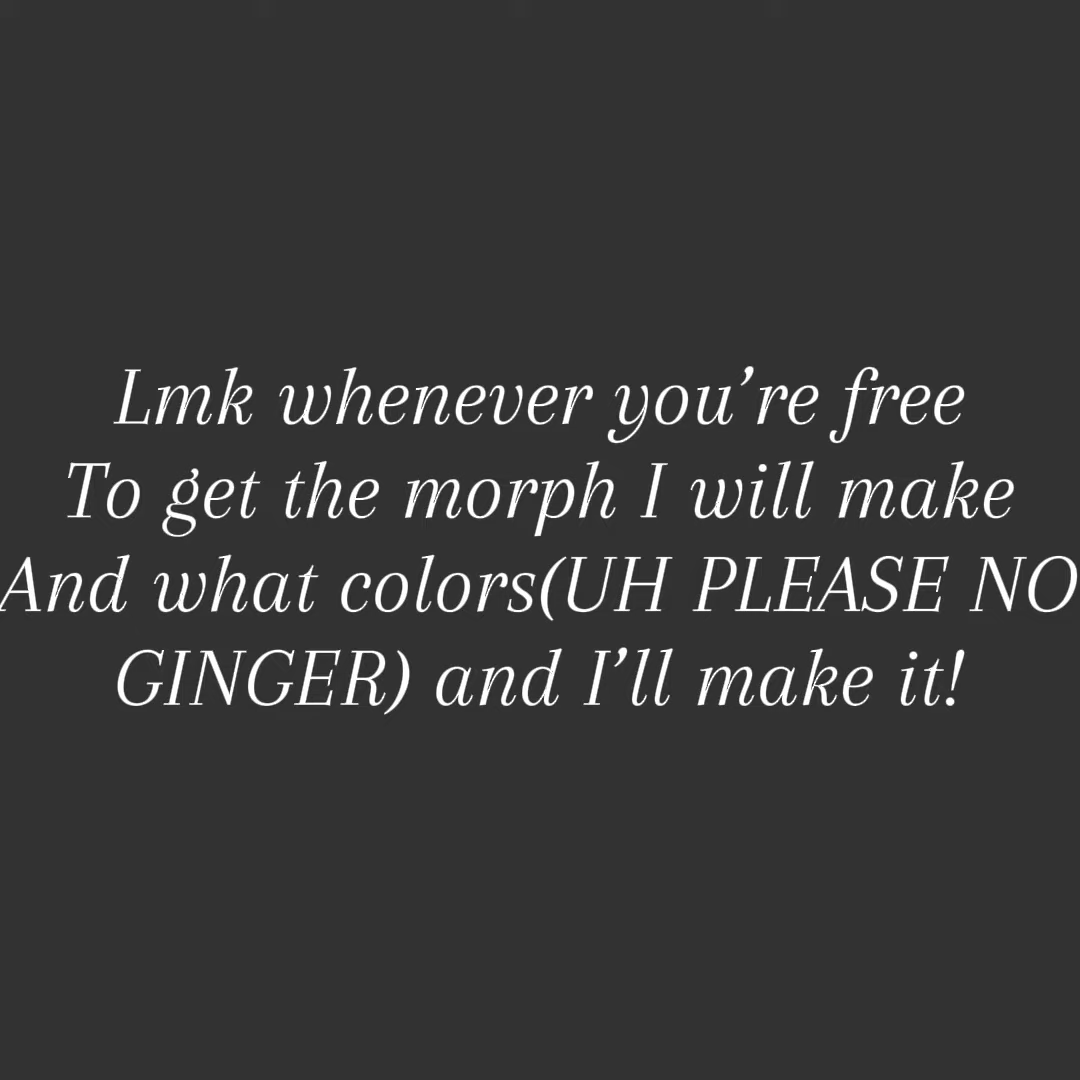 Lmk whenever you’re free
To get the morph I will make
And what colors(UH PLEASE NO
GINGER) and I’ll make it!